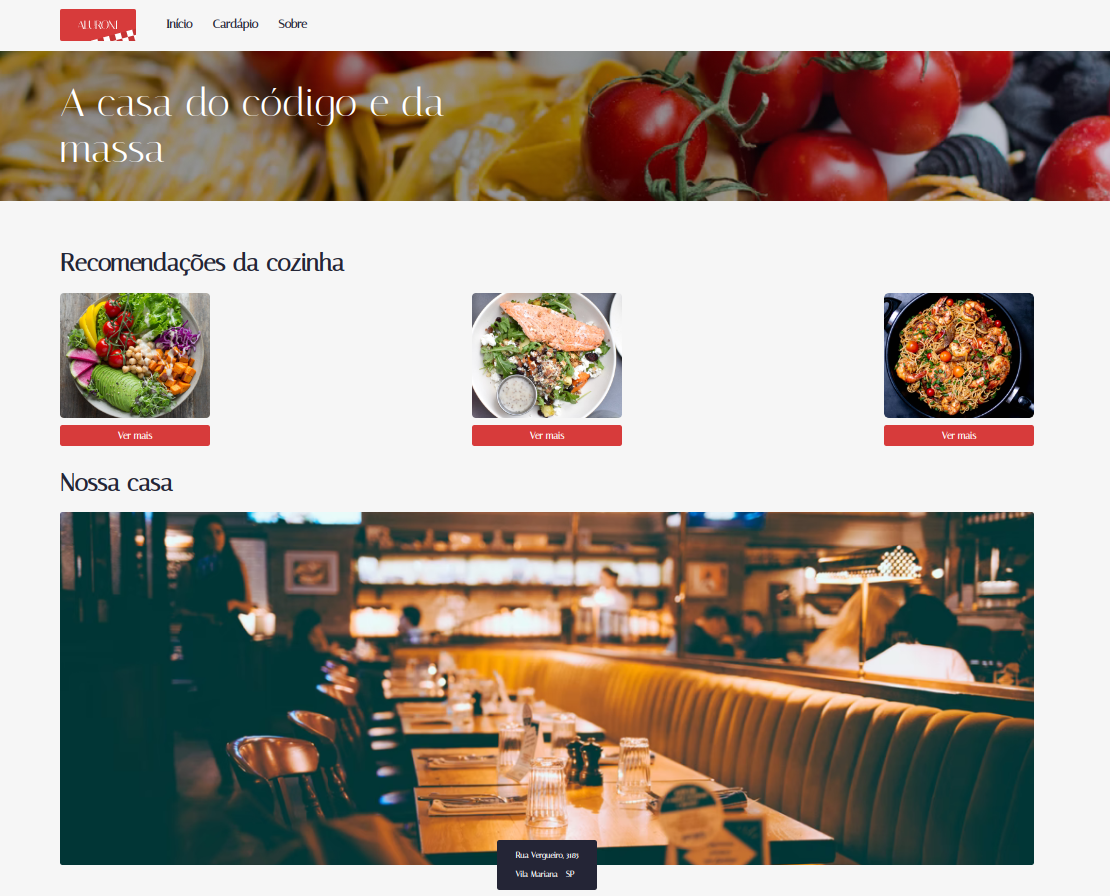 ALURONI
Início Cardápio Sobre
A casa do código e da
massa
Recomendações da cozinha
Ver mais Ver mais Ver mais
Nossa casa
Rua Vergueiro, 3185
Vila Mariana SP